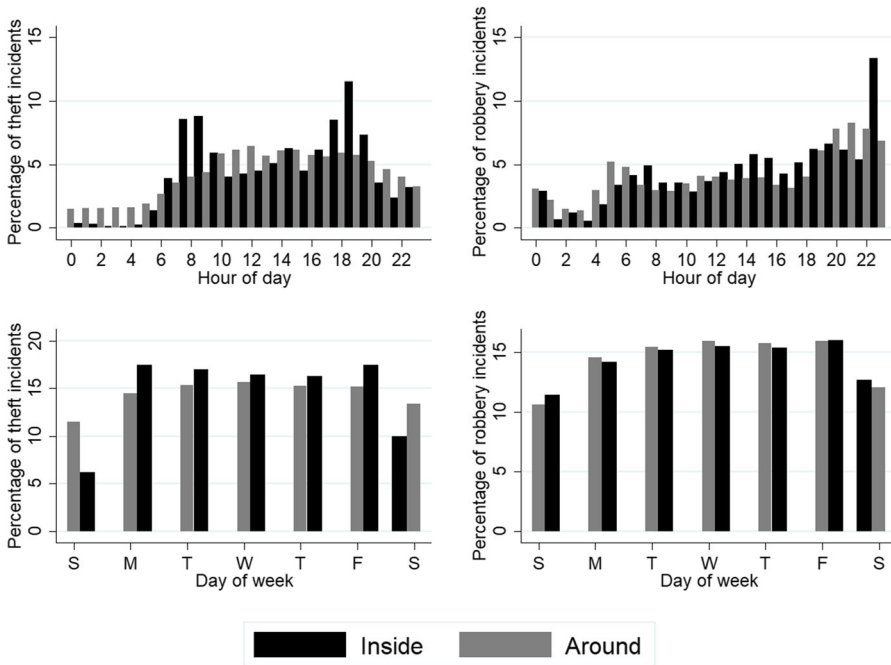 Percentage of theft incidents
15
10
5
0
0 2 4 6 8 10 12 14 16 18 20 22
Hour of day
Percentage of robbery incidents
15
10
5
0
0 2 4 6 8 10 12 14 16 18 20 22
Hour of day
Percentage of theft incidents
20
15
10
5
0
S M T W T F S
Day of week
Percentage of robbery incidents
15
10
5
0
S M T W T F S
Day of week
Inside Around